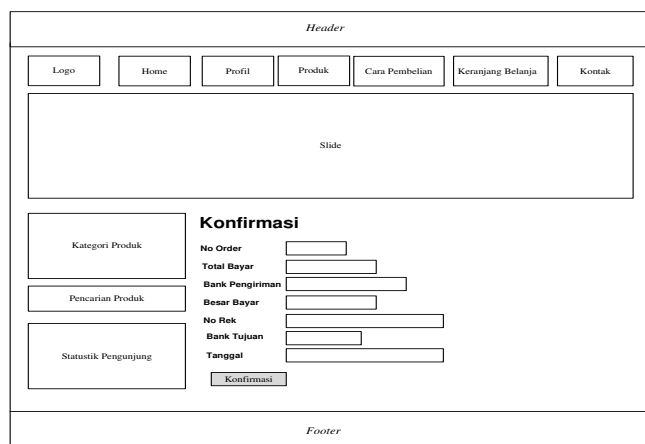 Header
Logo Home Profil Produk Cara Pembelian Keranjang Belanja Kontak
Slide
Kategori Produk
Pencarian Produk
Statustik Pengunjung
Konfirmasi
No Order
Total Bayar
Bank Pengiriman
Besar Bayar
No Rek
Bank Tujuan
Tanggal
Konfirmasi
Footer